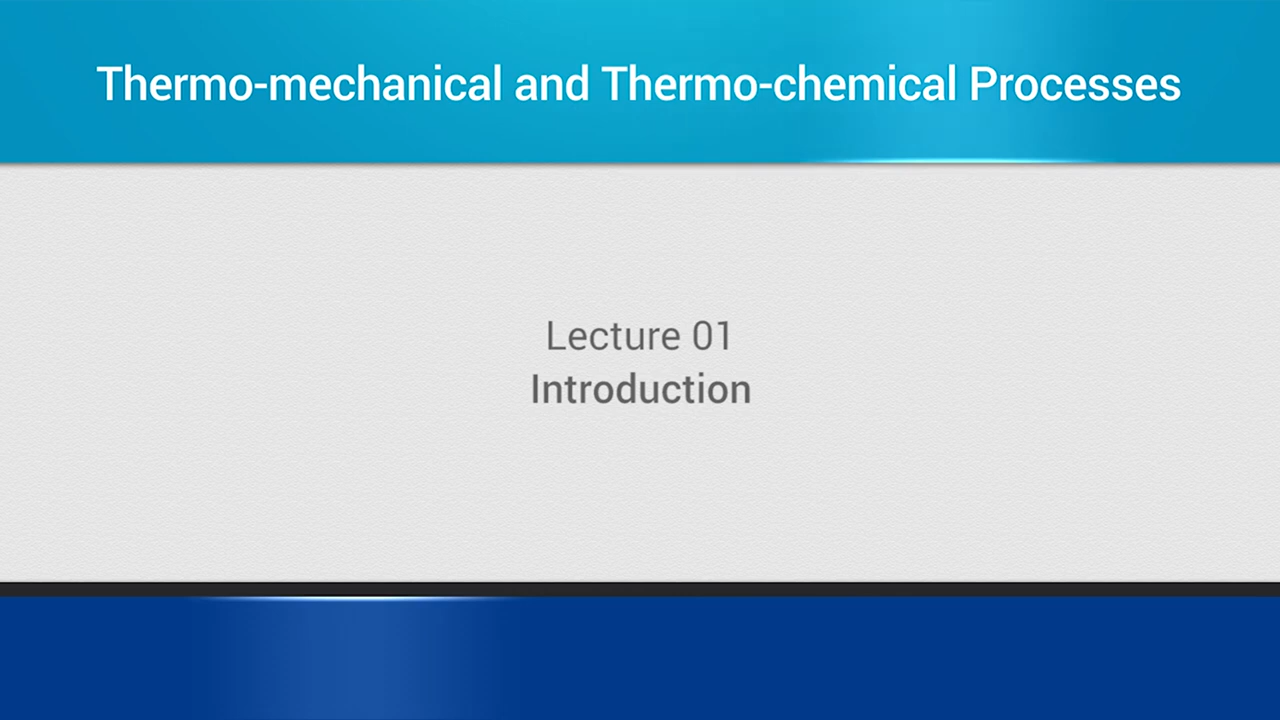 Thermo-mechanical and Thermo-chemical Processes
Lecture 01
Introduction